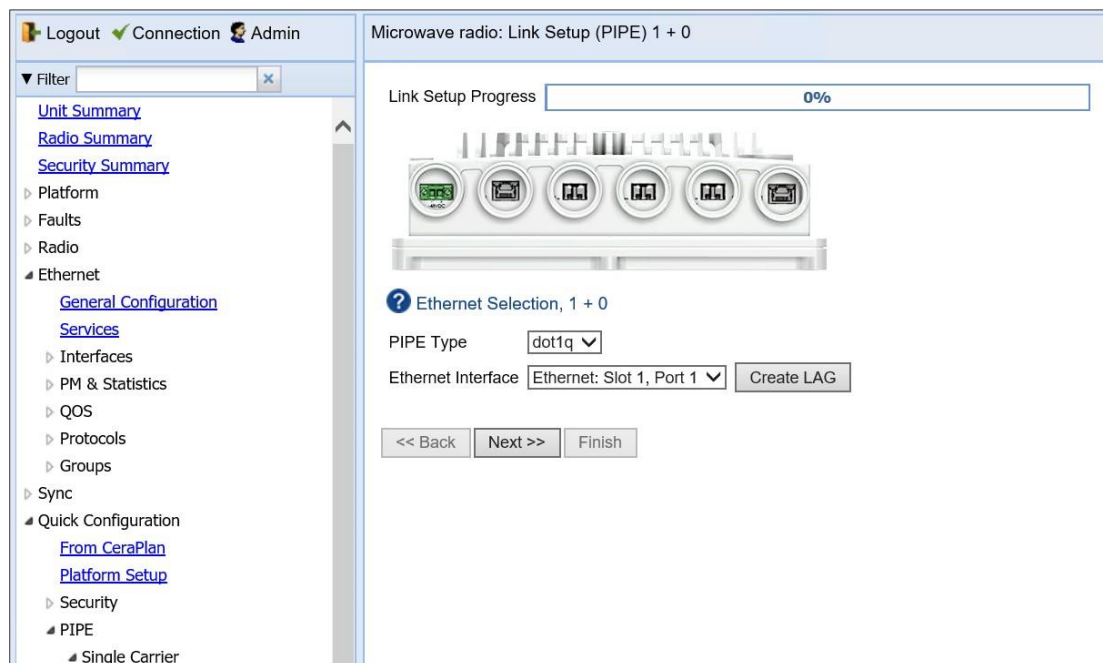 Logout Connection Admin
Microwave radio: Link Setup (PIPE) 1 + 0
Filter
Unit Summary
Radio Summary
Security Summary
Platform
Faults
Radio
Ethernet
General Configuration
Services
Interfaces
PM & Statistics
QOS
Protocols
Groups
Sync
Quick Configuration
From CeraPlan
Platform Setup
Security
PIPE
Single Carrier
Link Setup Progress 0%
? Ethernet Selection, 1 + 0
PIPE Type dot1q
Ethernet Interface Ethernet: Slot 1, Port 1 Create LAG
<< Back Next >> Finish